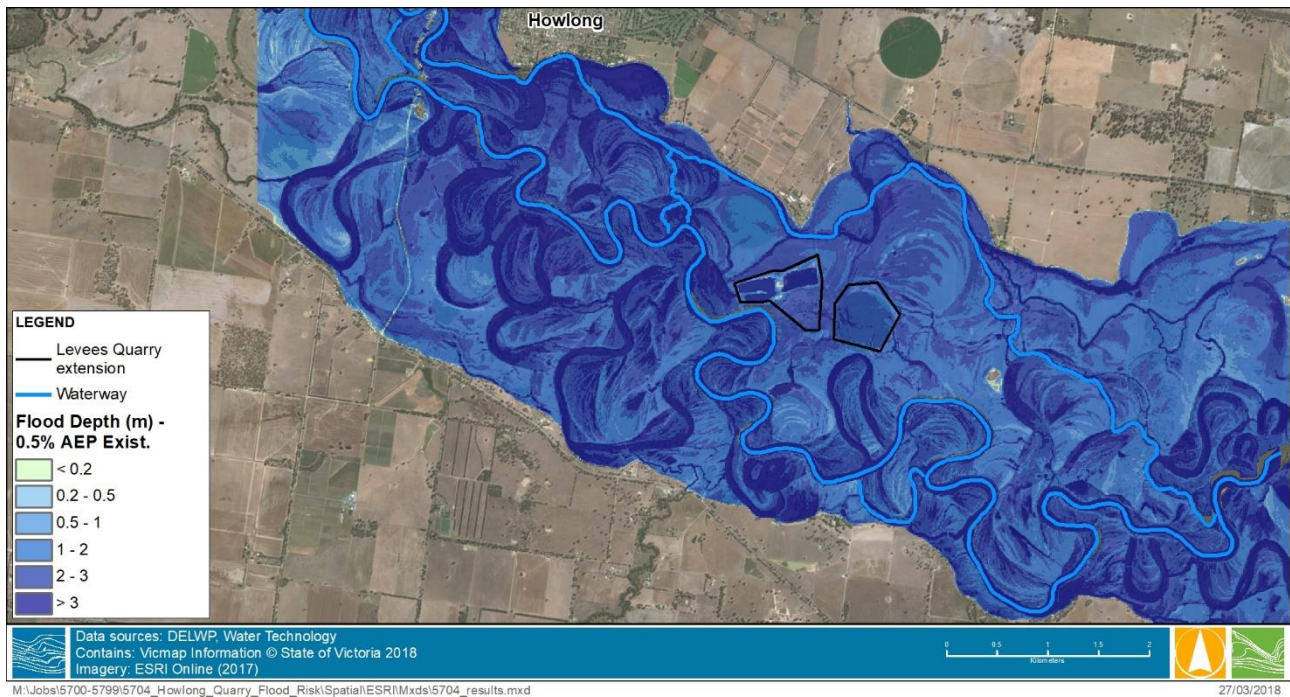 Howlong
LEGEND
Levees Quarry
extension
Waterway
Flood Depth (m) -
0.5% AEP Exist.
< 0.2
0.2 - 0.5
0.5 - 1
1 - 2
2 - 3
> 3
Data sources: DELWP, Water Technology
Contains: Vicmap Information © State of Victoria 2018
Imagery: ESRI Online (2017)
0 0.5 1 1.5 2
Kilometers
M:\Jobs\5700-5799\5704_Howlong_Quarry_Flood_Risk\Spatial\ESRI\Mxds\5704_results.mxd
27/03/2018